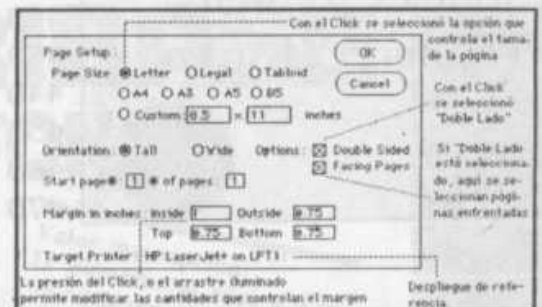 Con el Click se seleccionó la opción que
controla el tama-
de la página
Page Setup:
OK
Page Size Letter Legal Tabloid
A4 A3 A5 B5
Cancel
Custom: 8.5 x 11 inches
Con el Click
se seleccionó
"Doble Lado"
Orientation: Tall Wide Options: Double Sided
Facing Pages
Si "Doble Lado
está selecciona-
do, aquí se se-
leccionan pági-
nas enfrentadas
Start page#: 1 # of pages: 1
Margin in inches: Inside 1 Outside 0.75
Top 0.75 Bottom 0.75
Target Printer: HP LaserJet+ on LPT1:
La presión del Click, o el arrastre iluminado
permite modificar las cantidades que controlan el margen
Despliegue de refe-
rencia